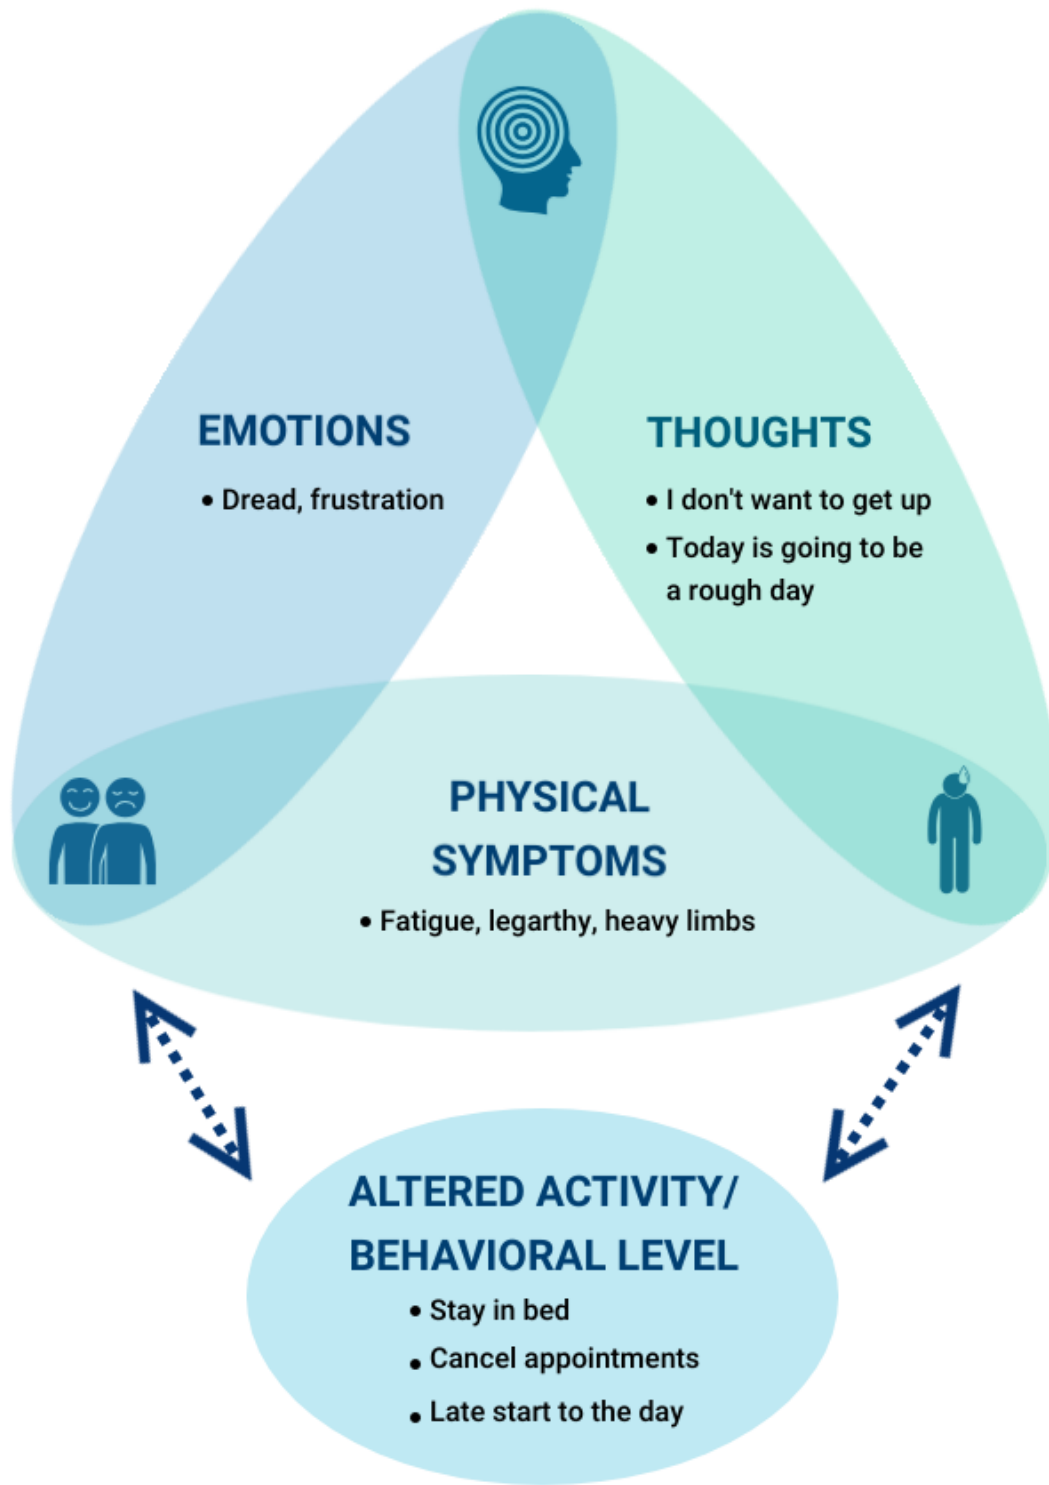 EMOTIONS
• Dread, frustration
THOUGHTS
• I don't want to get up
• Today is going to be
a rough day
PHYSICAL
SYMPTOMS
• Fatigue, legarthy, heavy limbs
ALTERED ACTIVITY/
BEHAVIORAL LEVEL
• Stay in bed
• Cancel appointments
• Late start to the day